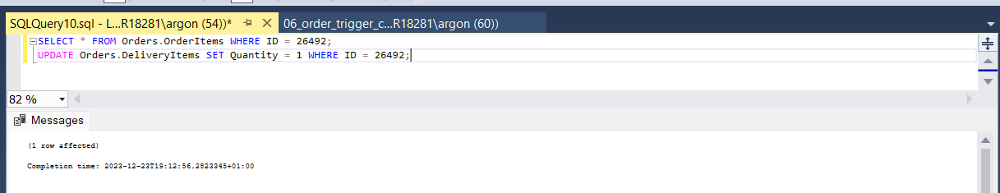 SQLQuery10.sql - L...R18281\argon (54))*
06_order_trigger_c...R18281\argon (60))
SELECT * FROM Orders.OrderItems WHERE ID = 26492;
UPDATE Orders.DeliveryItems SET Quantity = 1 WHERE ID = 26492;
82 %
Messages
(1 row affected)
Completion time: 2023-12-23T19:12:56.2823345+01:00